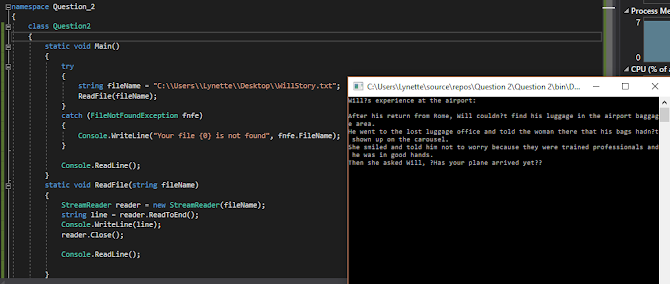 namespace Question_2
{
class Question2
{
static void Main()
{
try
{
string fileName = "C:\\Users\\Lynette\\Desktop\\WillStory.txt";
ReadFile(fileName);
}
catch (FileNotFoundException fnfe)
{
Console.WriteLine("Your file {0} is not found", fnfe.FileName);
}
Console.ReadLine();
}
static void ReadFile(string fileName)
{
StreamReader reader = new StreamReader(fileName);
string line = reader.ReadToEnd();
Console.WriteLine(line);
reader.Close();
Console.ReadLine();
}
Process Mem
7
0
CPU (% of a
C:\Users\Lynette\source\repos\Question 2\Question 2\bin\D...
Will?s experience at the airport:
After his return from Rome, Will couldn?t find his luggage in the airport baggag
e area.
He went to the lost luggage office and told the woman there that his bags hadn?t
shown up on the carousel.
She smiled and told him not to worry because they were trained professionals and
he was in good hands.
Then she asked Will, ?Has your plane arrived yet??